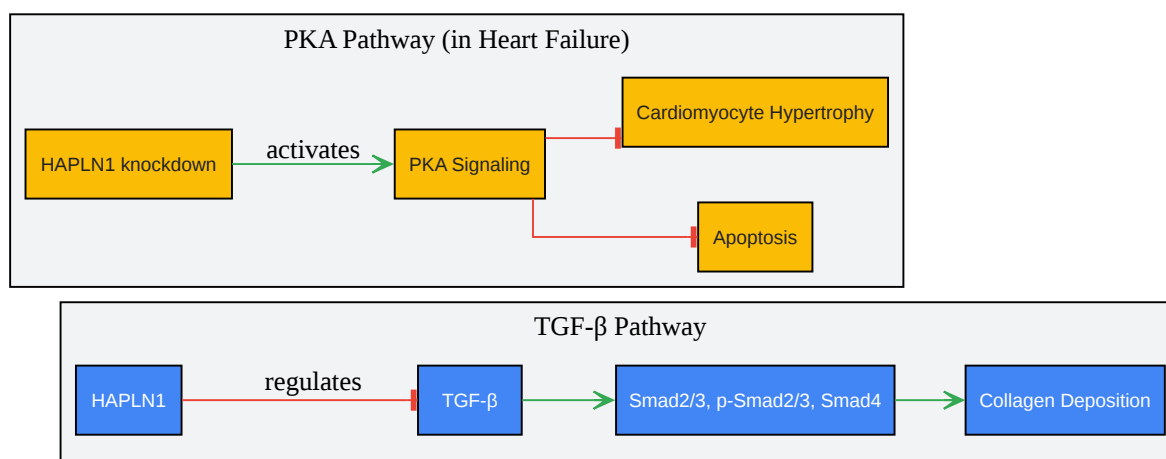 PKA Pathway (in Heart Failure)
Cardiomyocyte Hypertrophy
HAPLN1 knockdown
activates
PKA Signaling
Apoptosis
TGF-β Pathway
HAPLN1
regulates
TGF-β
Smad2/3, p-Smad2/3, Smad4
Collagen Deposition